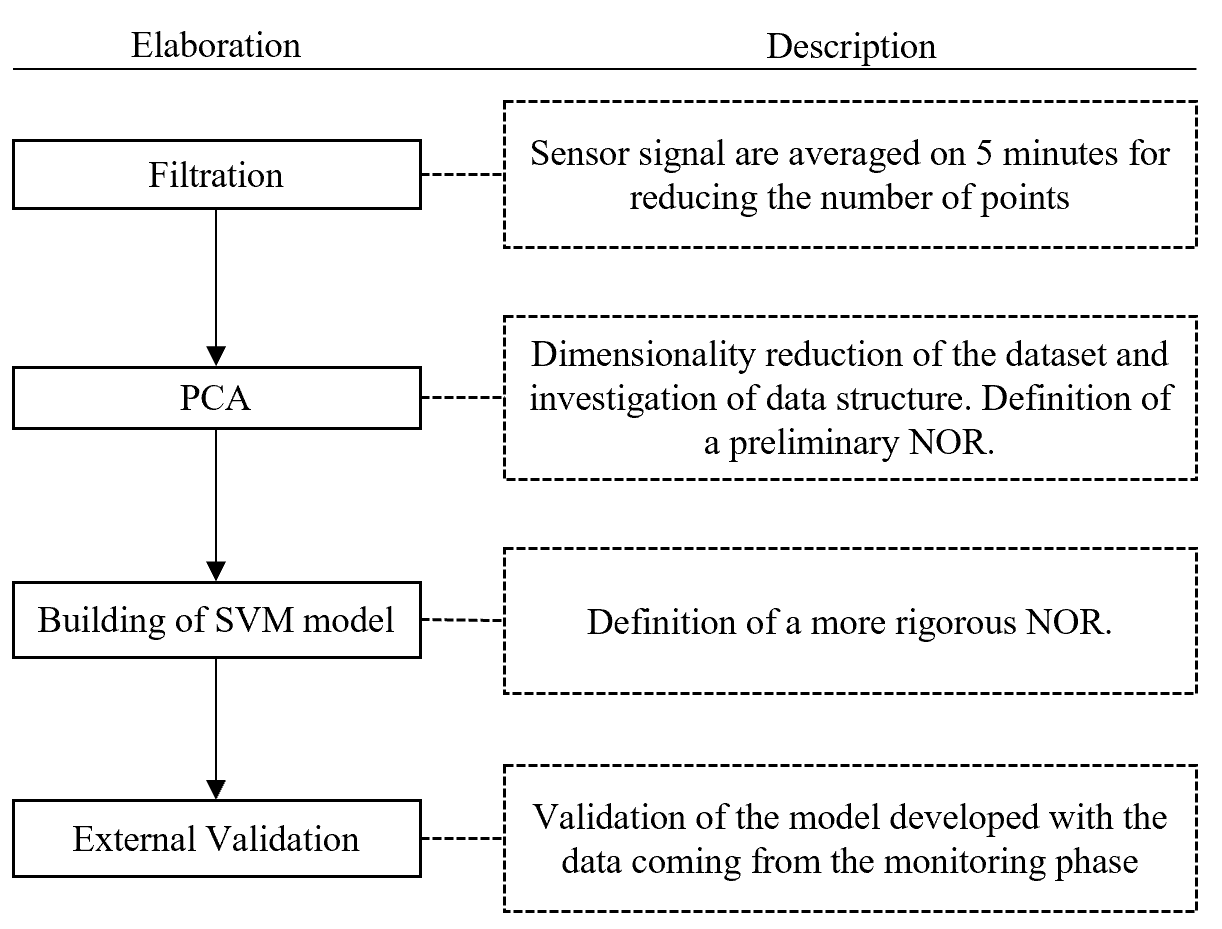 Elaboration
Description
Filtration
Sensor signal are averaged on 5 minutes for
reducing the number of points
PCA
Dimensionality reduction of the dataset and
investigation of data structure. Definition of
a preliminary NOR.
Building of SVM model
Definition of a more rigorous NOR.
External Validation
Validation of the model developed with the
data coming from the monitoring phase